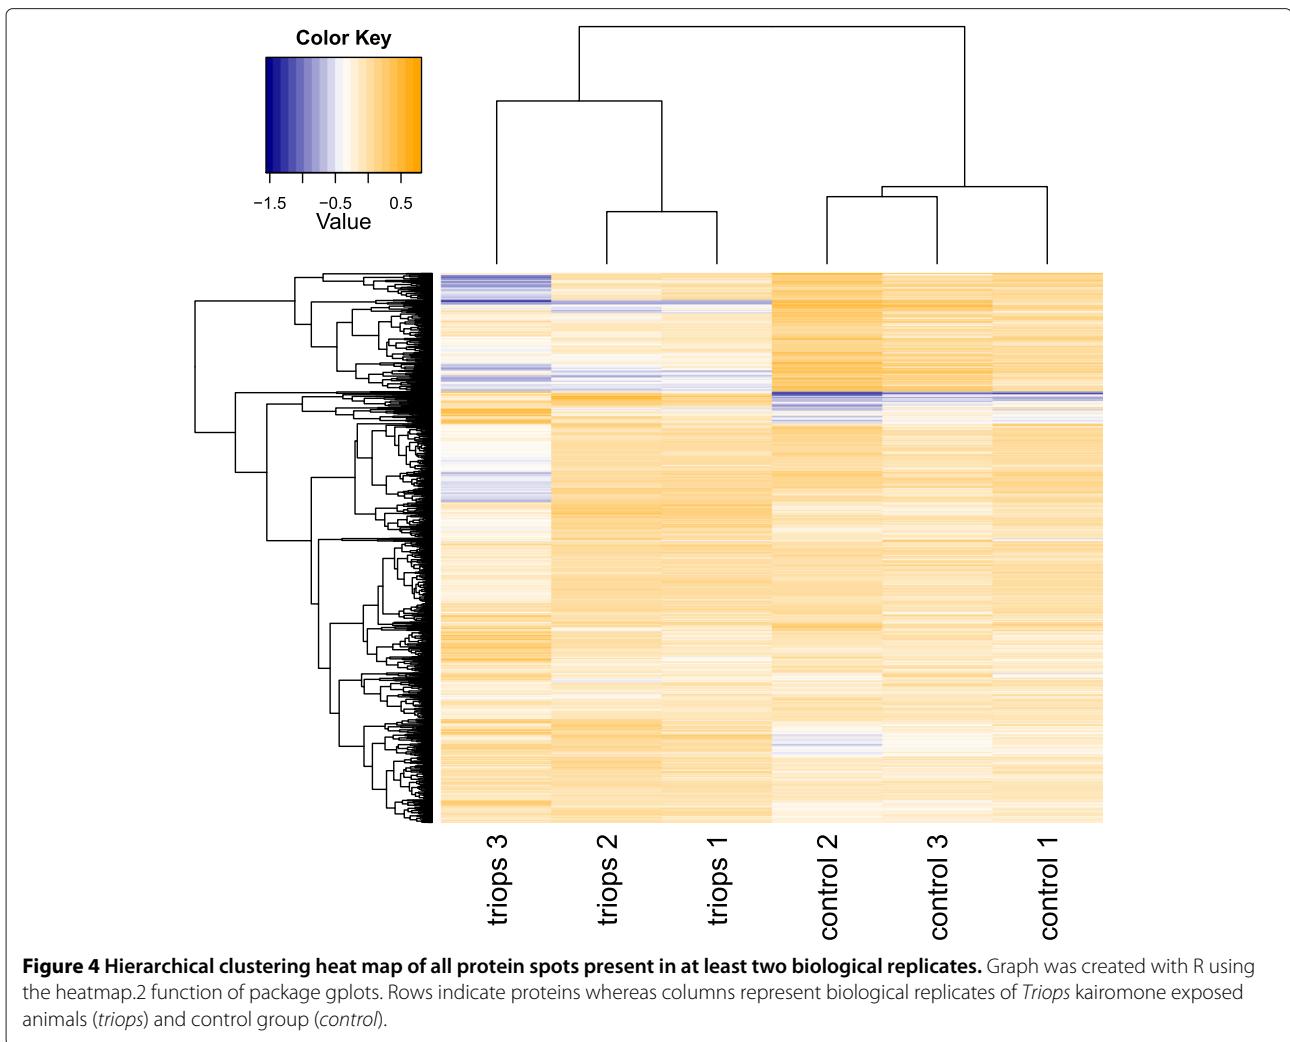 Color Key
−1.5 −0.5 0.5
Value
triops 3
triops 2
triops 1
control 2
control 3
control 1
Figure 4 Hierarchical clustering heat map of all protein spots present in at least two biological replicates. Graph was created with R using
the heatmap.2 function of package gplots. Rows indicate proteins whereas columns represent biological replicates of Triops kairomone exposed
animals (triops) and control group (control).